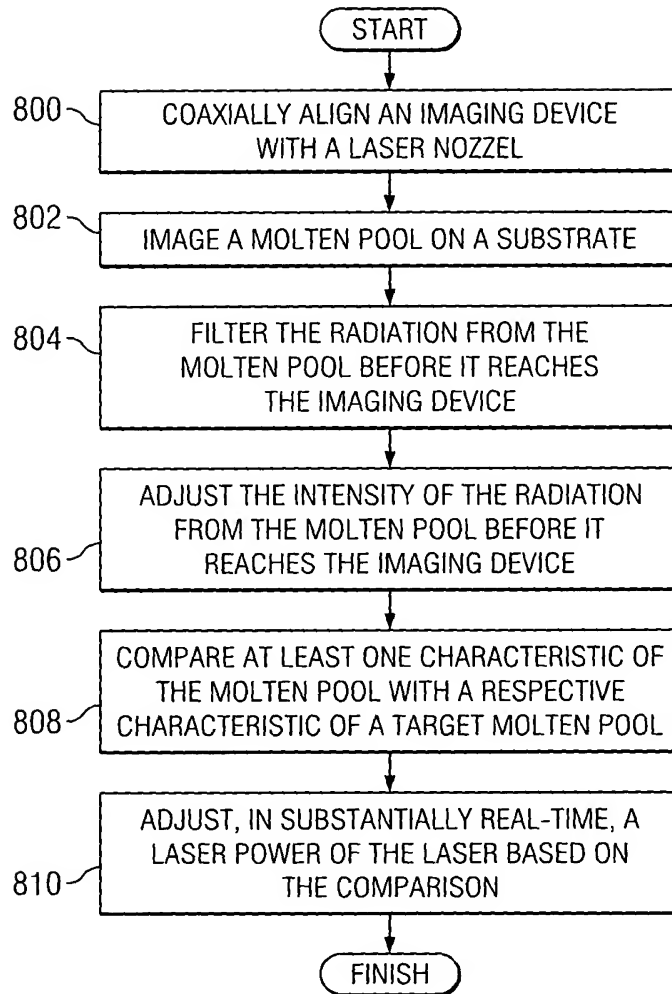 START
800
COAXIALLY ALIGN AN IMAGING DEVICE
WITH A LASER NOZZEL
802
IMAGE A MOLTEN POOL ON A SUBSTRATE
804
FILTER THE RADIATION FROM THE
MOLTEN POOL BEFORE IT REACHES
THE IMAGING DEVICE
806
ADJUST THE INTENSITY OF THE RADIATION
FROM THE MOLTEN POOL BEFORE IT
REACHES THE IMAGING DEVICE
808
COMPARE AT LEAST ONE CHARACTERISTIC OF
THE MOLTEN POOL WITH A RESPECTIVE
CHARACTERISTIC OF A TARGET MOLTEN POOL
810
ADJUST, IN SUBSTANTIALLY REAL-TIME, A
LASER POWER OF THE LASER BASED ON
THE COMPARISON
FINISH